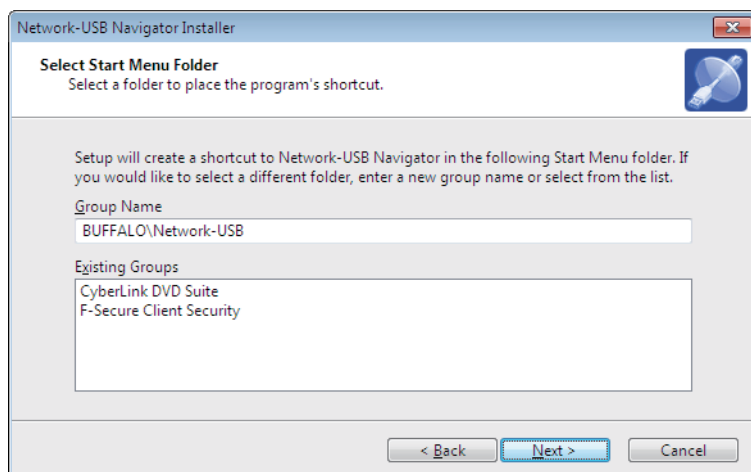 Network-USB Navigator Installer
Select Start Menu Folder
Select a folder to place the program's shortcut.
Setup will create a shortcut to Network-USB Navigator in the following Start Menu folder. If
you would like to select a different folder, enter a new group name or select from the list.
Group Name
BUFFALO\Network-USB
Existing Groups
CyberLink DVD Suite
F-Secure Client Security
< Back Next > Cancel